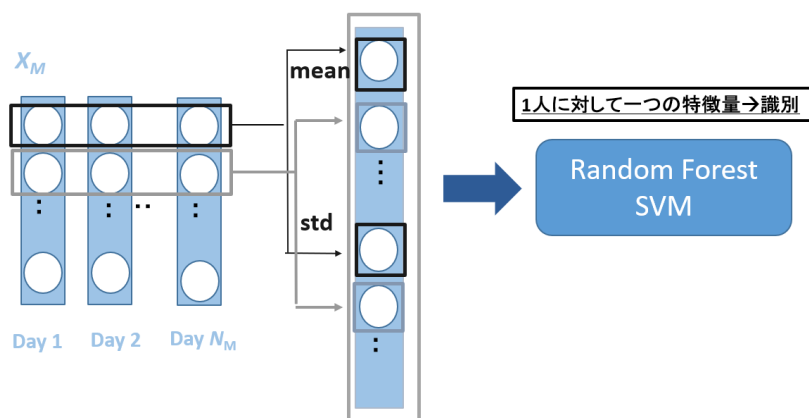 X_M
mean
1人に対して一つの特徴量→識別
Random Forest
SVM
std
Day 1
Day 2
Day N_M